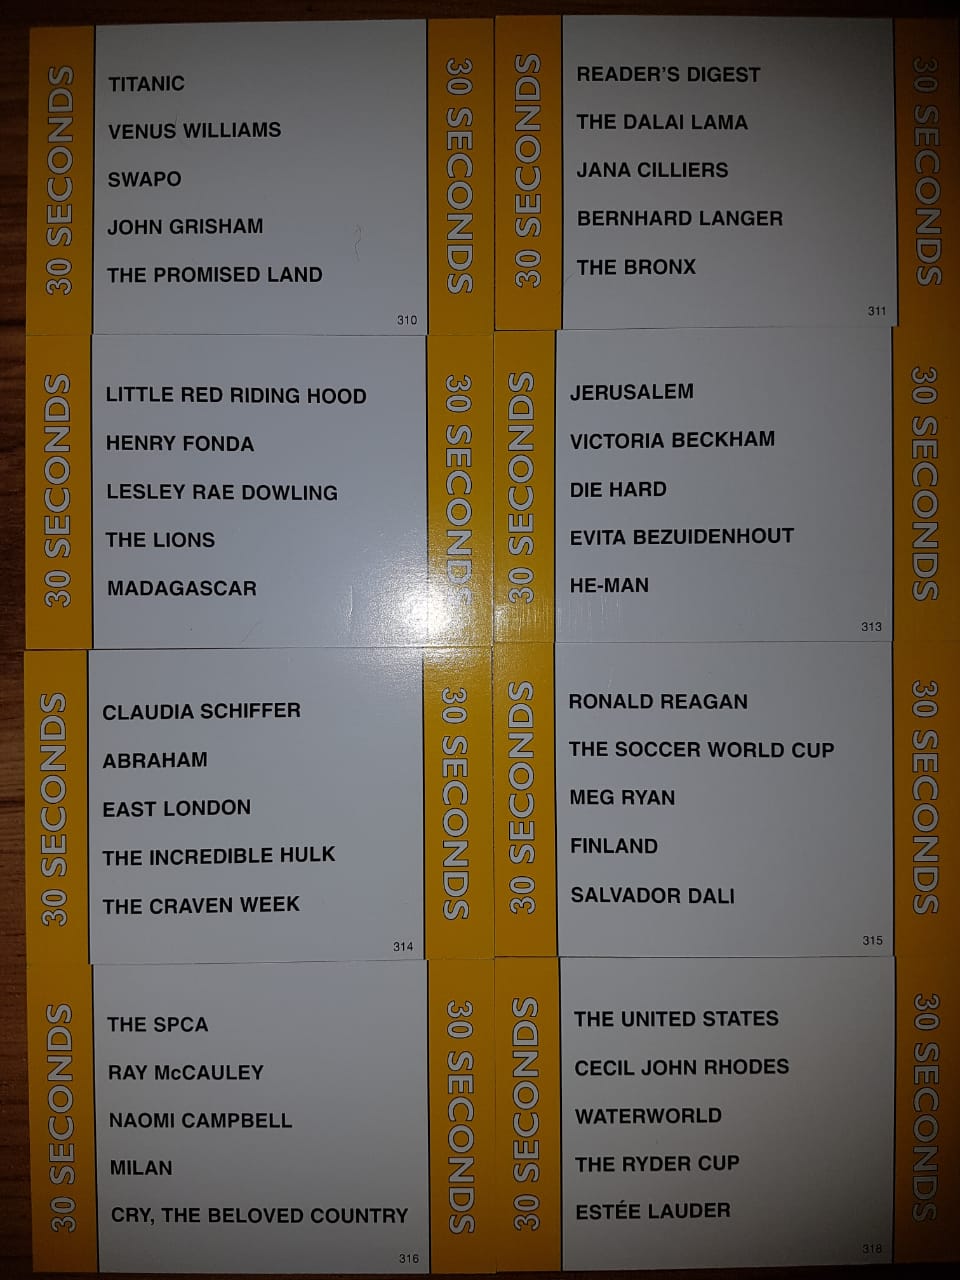 30 SECONDS
TITANIC
VENUS WILLIAMS
SWAPO
JOHN GRISHAM
THE PROMISED LAND
310
30 SECONDS
30 SECONDS
READER'S DIGEST
THE DALAI LAMA
JANA CILLIERS
BERNHARD LANGER
THE BRONX
311
30 SECONDS
30 SECONDS
LITTLE RED RIDING HOOD
HENRY FONDA
LESLEY RAE DOWLING
THE LIONS
MADAGASCAR
30 SECONDS
30 SECONDS
JERUSALEM
VICTORIA BECKHAM
DIE HARD
EVITA BEZUIDENHOUT
HE-MAN
313
30 SECONDS
30 SECONDS
CLAUDIA SCHIFFER
ABRAHAM
EAST LONDON
THE INCREDIBLE HULK
THE CRAVEN WEEK
314
30 SECONDS
30 SECONDS
RONALD REAGAN
THE SOCCER WORLD CUP
MEG RYAN
FINLAND
SALVADOR DALI
315
30 SECONDS
30 SECONDS
THE SPCA
RAY McCAULEY
NAOMI CAMPBELL
MILAN
CRY, THE BELOVED COUNTRY
316
30 SECONDS
30 SECONDS
THE UNITED STATES
CECIL JOHN RHODES
WATERWORLD
THE RYDER CUP
ESTÉE LAUDER
318
30 SECONDS